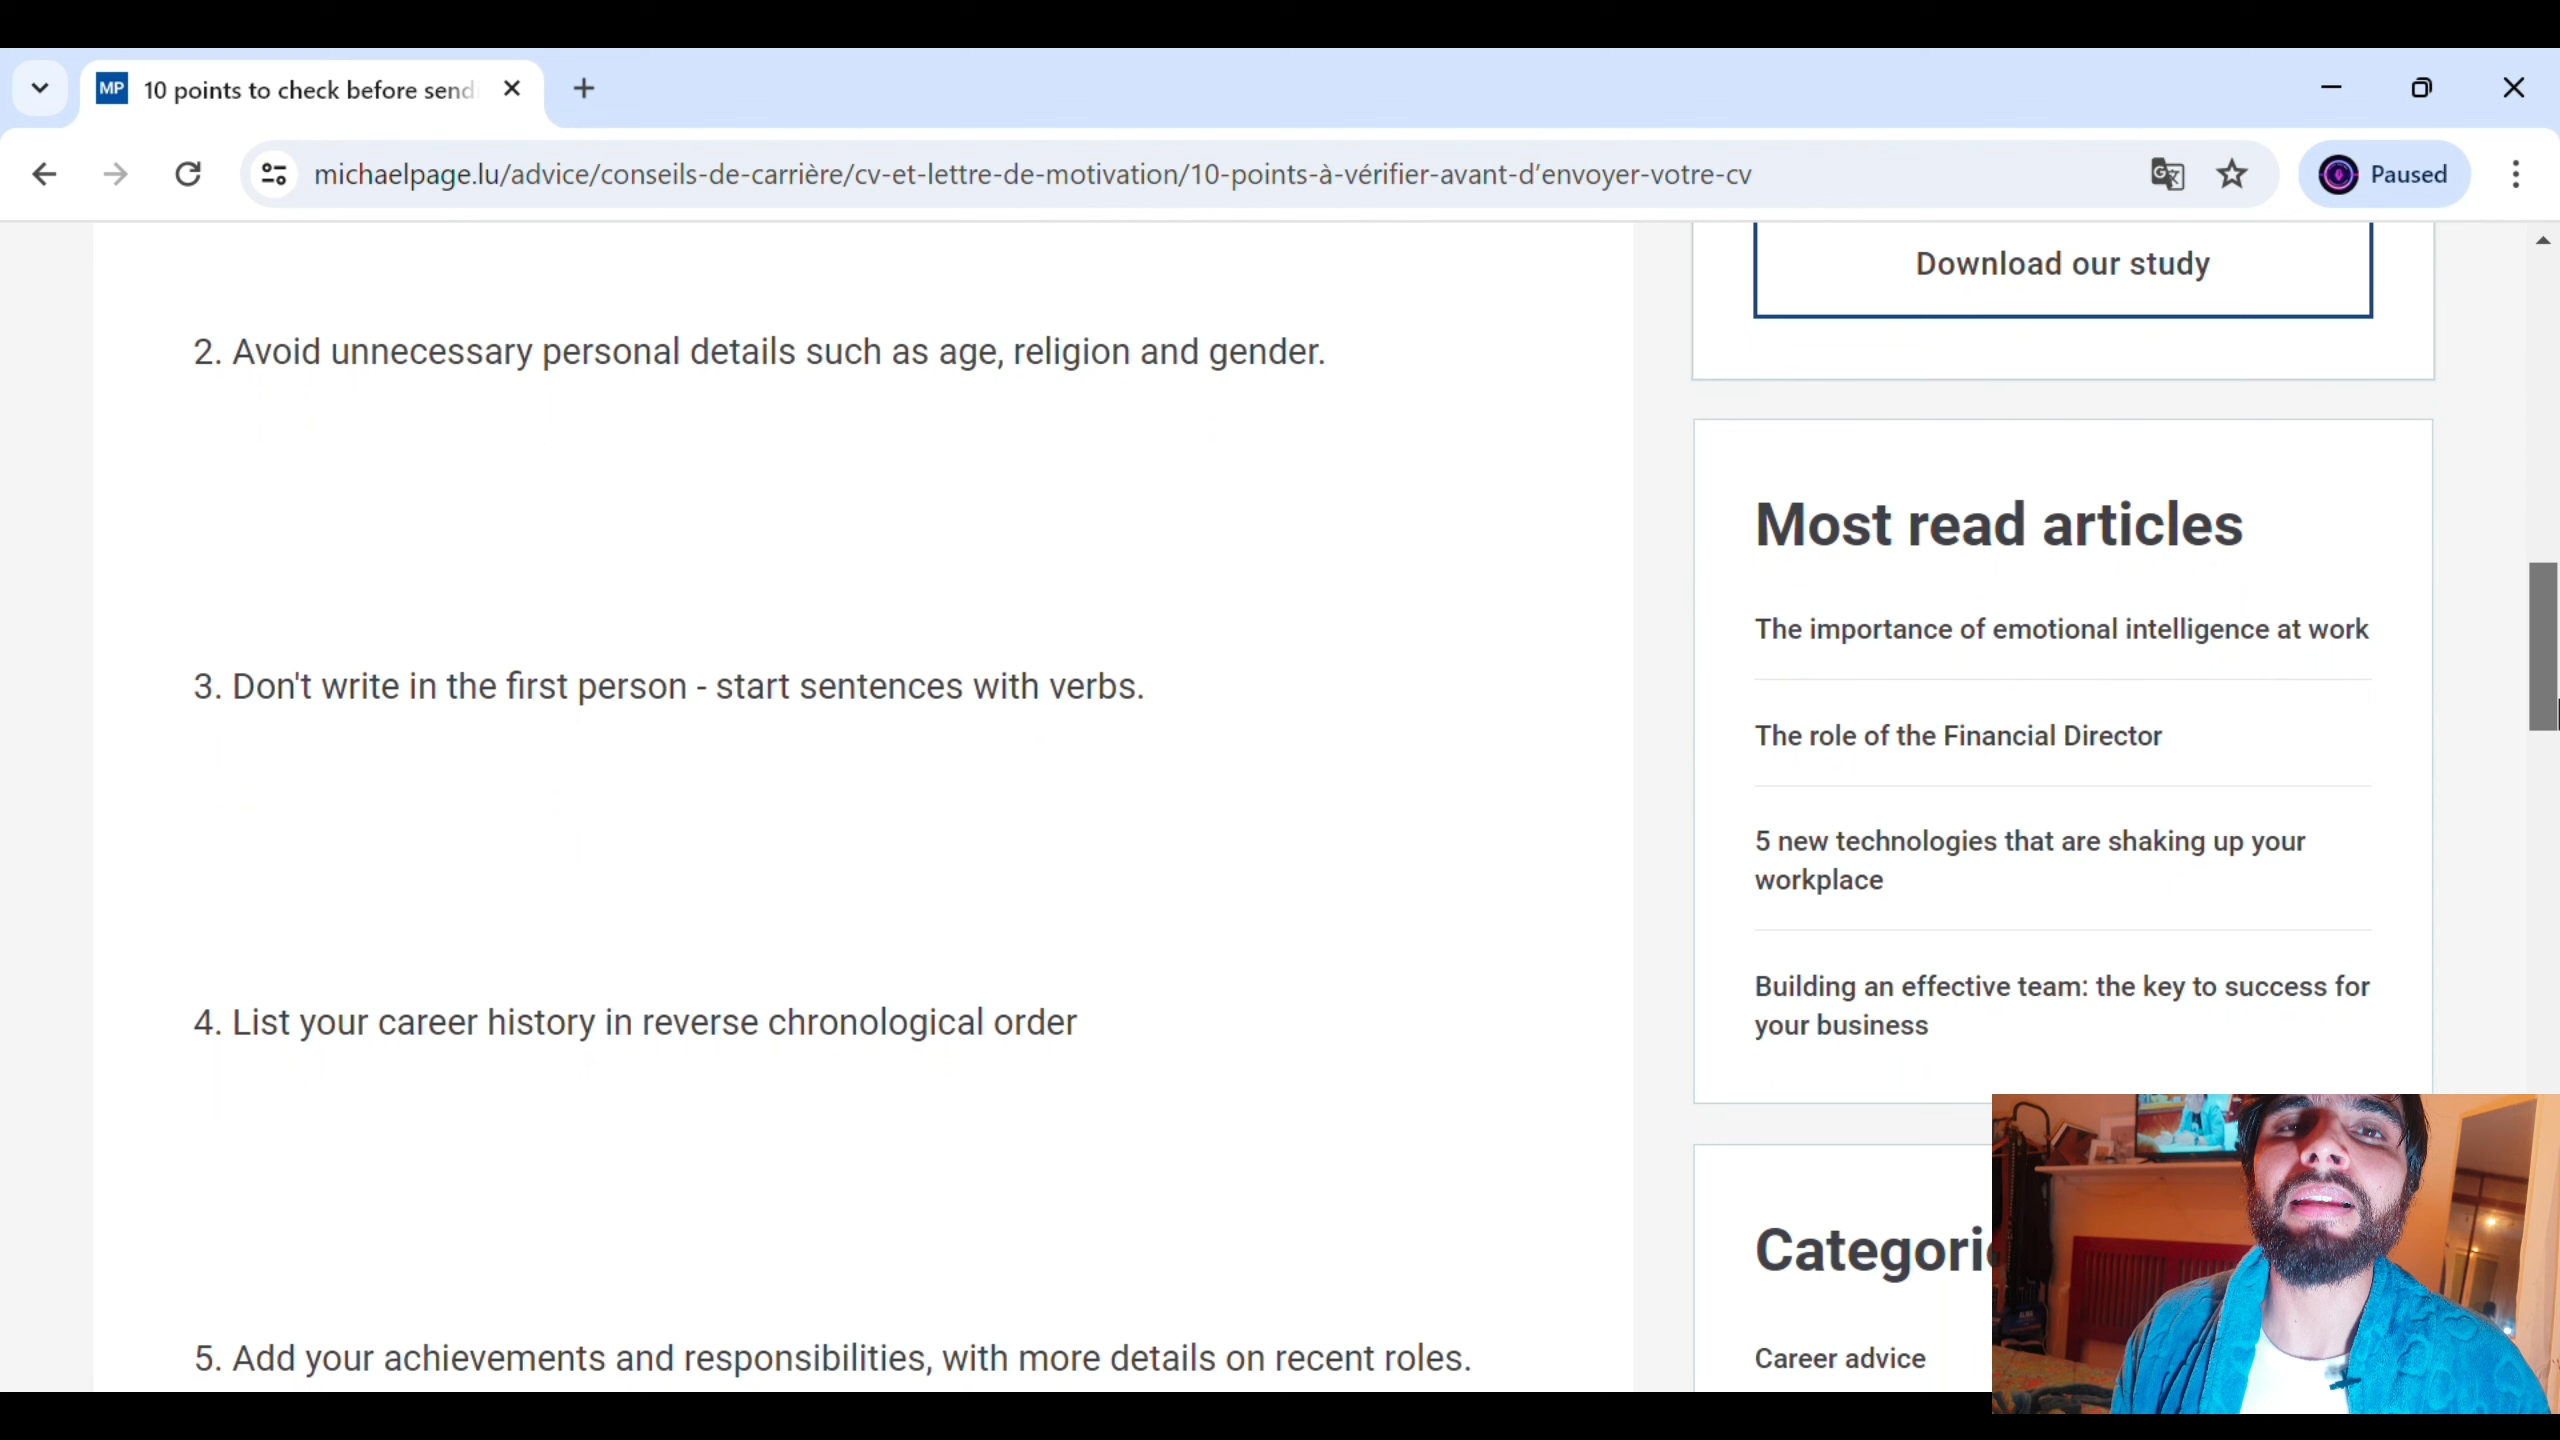 MP 10 points to check before send
michaelpage.lu/advice/conseils-de-carrière/cv-et-lettre-de-motivation/10-points-à-vérifier-avant-d’envoyer-votre-cv
Paused
2. Avoid unnecessary personal details such as age, religion and gender.
3. Don't write in the first person - start sentences with verbs.
4. List your career history in reverse chronological order
5. Add your achievements and responsibilities, with more details on recent roles.
Download our study
Most read articles
The importance of emotional intelligence at work
The role of the Financial Director
5 new technologies that are shaking up your
workplace
Building an effective team: the key to success for
your business
Categori
Career advice